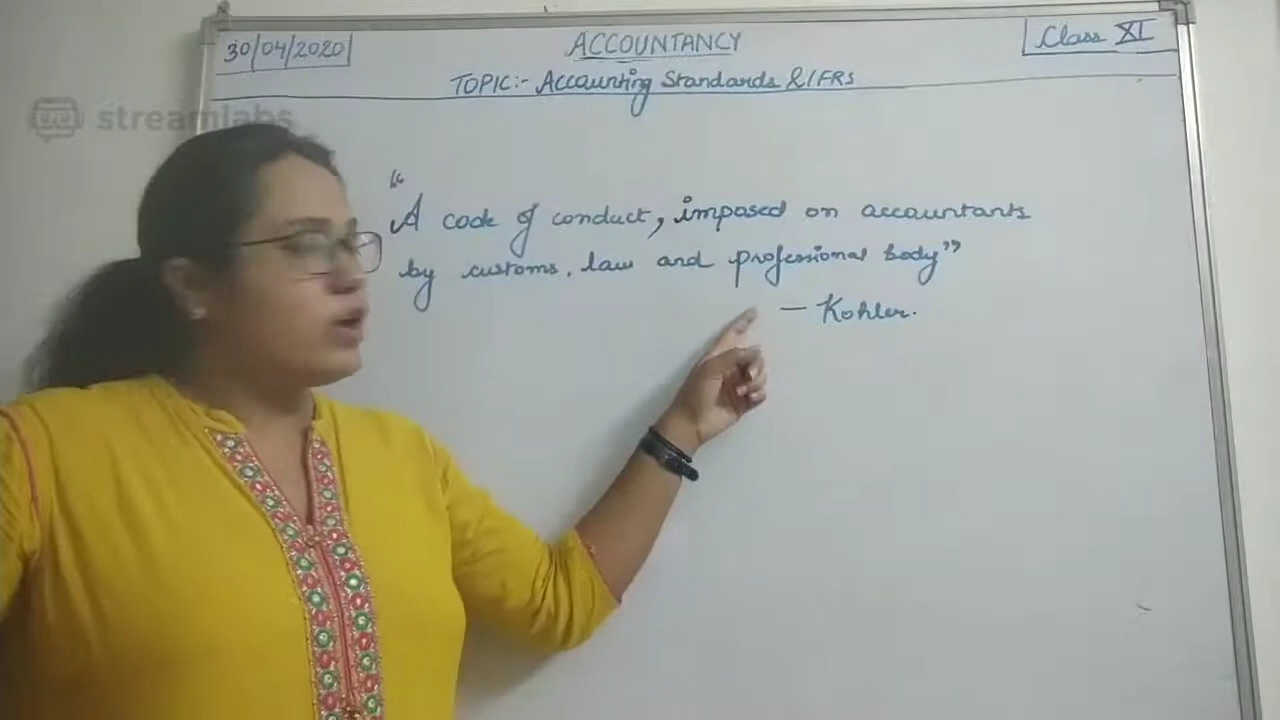 30/04/2020
ACCOUNTANCY
Class XI
TOPIC:- Accounting Standards & IFRs
streamlabs
"A code of conduct, imposed on accountants
by customs, law and professional body"
— Kohler.